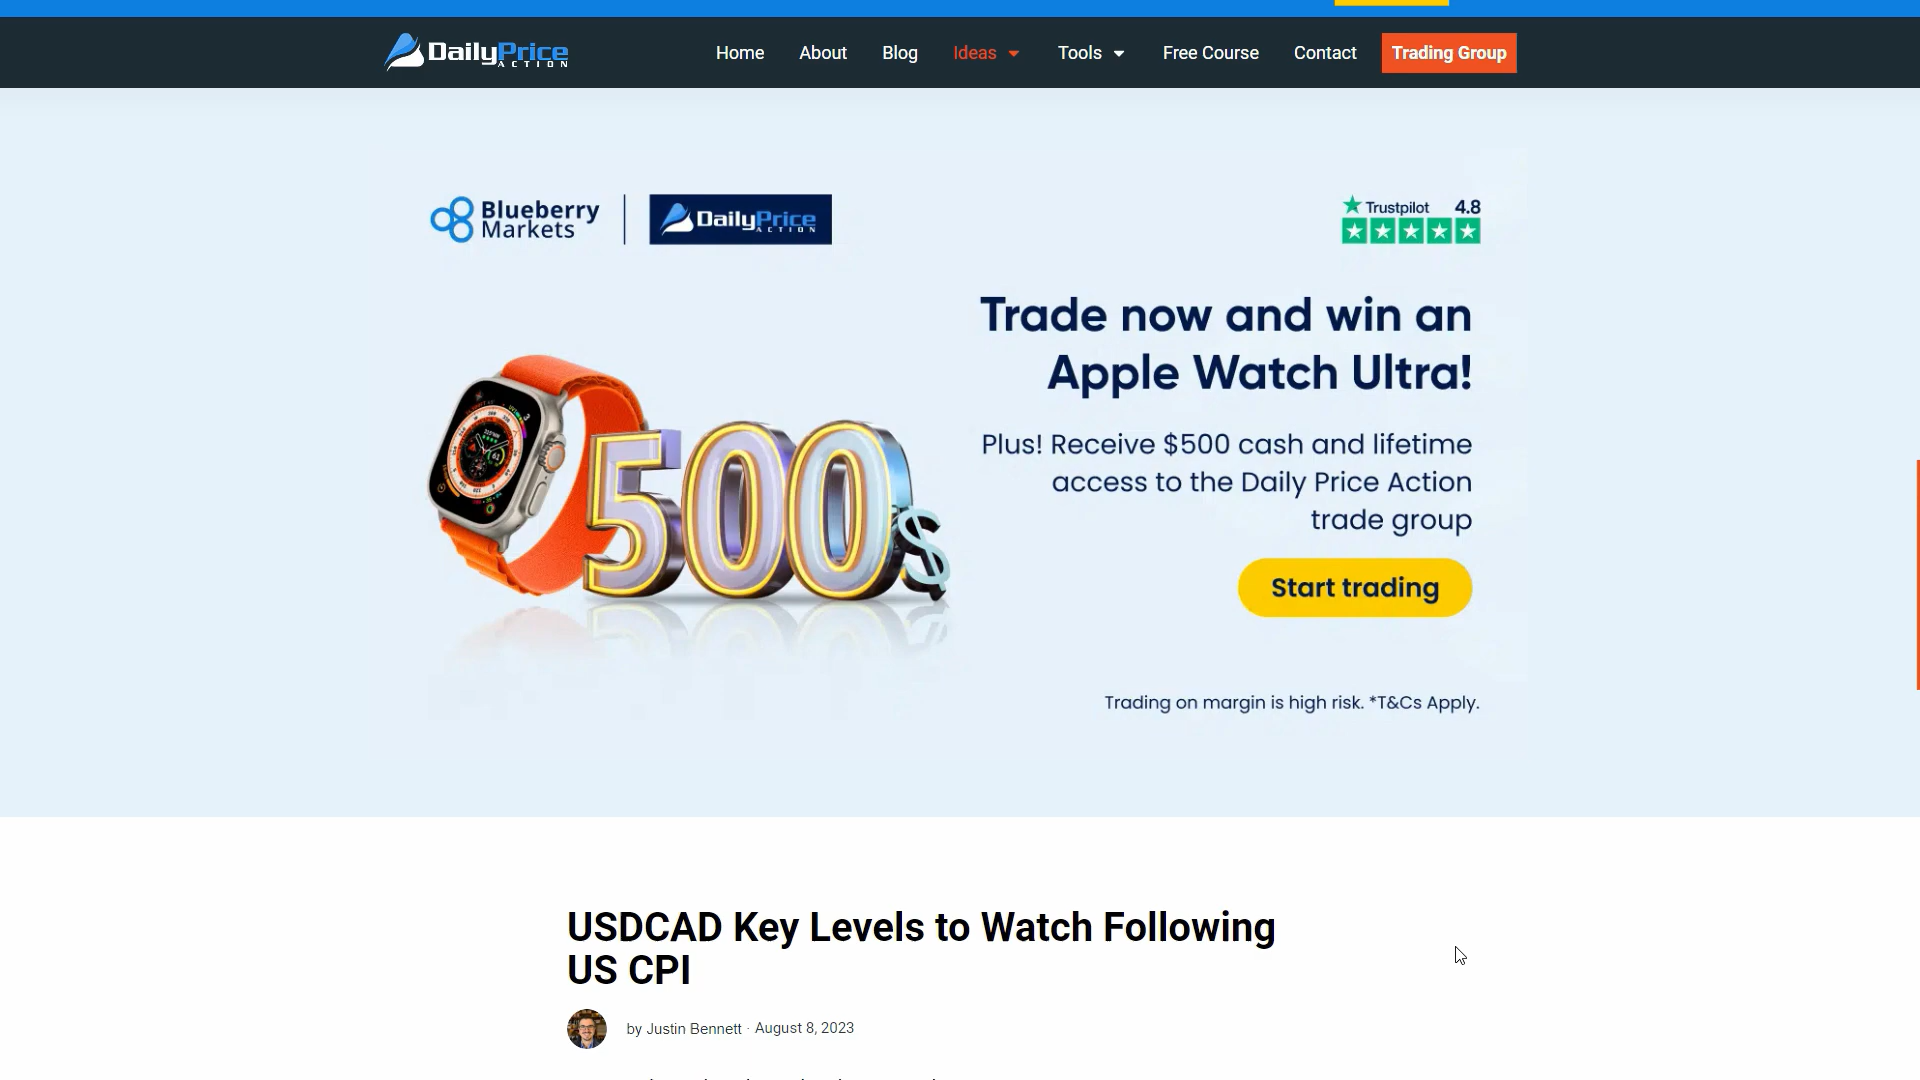 DailyPrice
ACTION
Home
About
Blog
Ideas
Tools
Free Course
Contact
Trading Group
Blueberry
Markets
DailyPrice
ACTION
Trustpilot 4.8
Trade now and win an
Apple Watch Ultra!
Plus! Receive $500 cash and lifetime
access to the Daily Price Action
trade group
500$
Start trading
Trading on margin is high risk. *T&Cs Apply.
USDCAD Key Levels to Watch Following
US CPI
by Justin Bennett · August 8, 2023